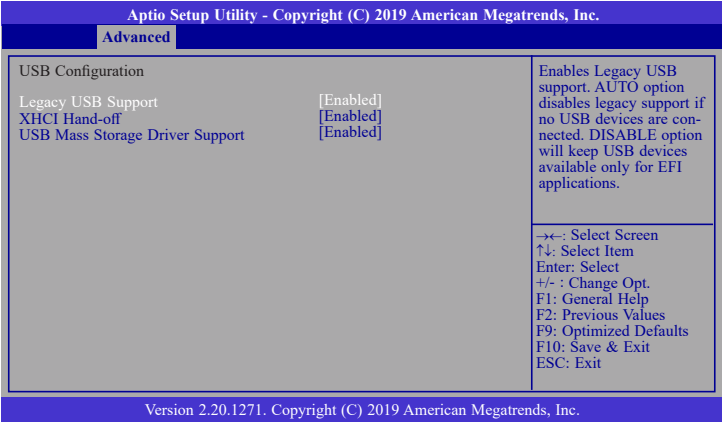 Aptio Setup Utility - Copyright (C) 2019 American Megatrends, Inc.
Advanced
USB Configuration
Legacy USB Support [Enabled]
XHCI Hand-off [Enabled]
USB Mass Storage Driver Support [Enabled]
Enables Legacy USB
support. AUTO option
disables legacy support if
no USB devices are con-
nected. DISABLE option
will keep USB devices
available only for EFI
applications.
→←: Select Screen
↑↓: Select Item
Enter: Select
+/- : Change Opt.
F1: General Help
F2: Previous Values
F9: Optimized Defaults
F10: Save & Exit
ESC: Exit
Version 2.20.1271. Copyright (C) 2019 American Megatrends, Inc.